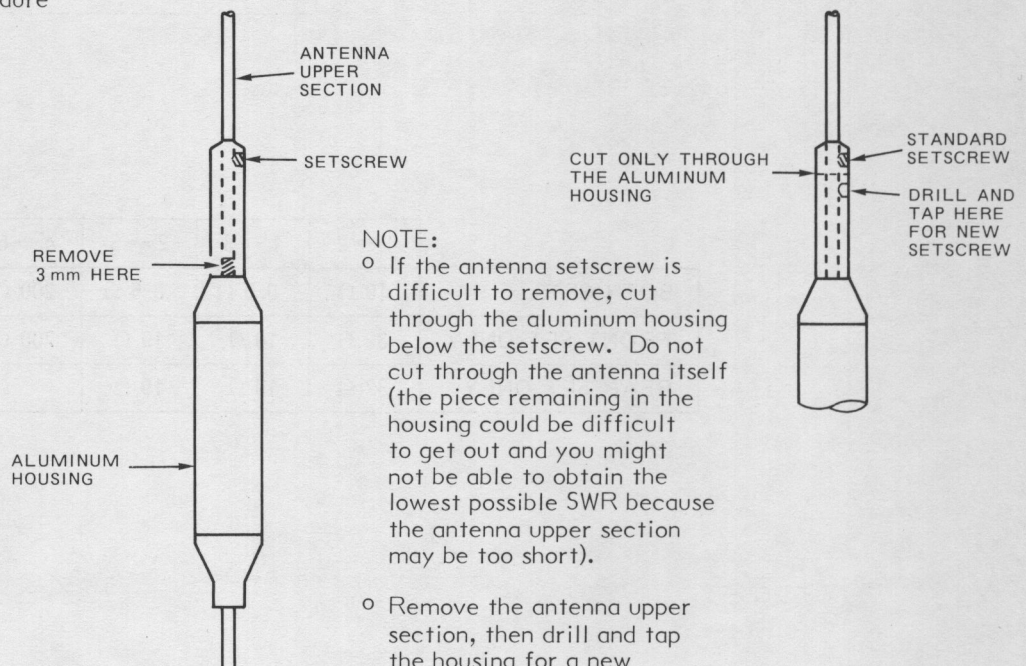 dure
ANTENNA
UPPER
SECTION
SETSCREW
REMOVE
3 mm HERE
ALUMINUM
HOUSING
NOTE:
o If the antenna setscrew is
difficult to remove, cut
through the aluminum housing
below the setscrew. Do not
cut through the antenna itself
(the piece remaining in the
housing could be difficult
to get out and you might
not be able to obtain the
lowest possible SWR because
the antenna upper section
may be too short).
o Remove the antenna upper
section, then drill and tap
the housing for a new
CUT ONLY THROUGH
THE ALUMINUM
HOUSING
STANDARD
SETSCREW
DRILL AND
TAP HERE
FOR NEW
SETSCREW